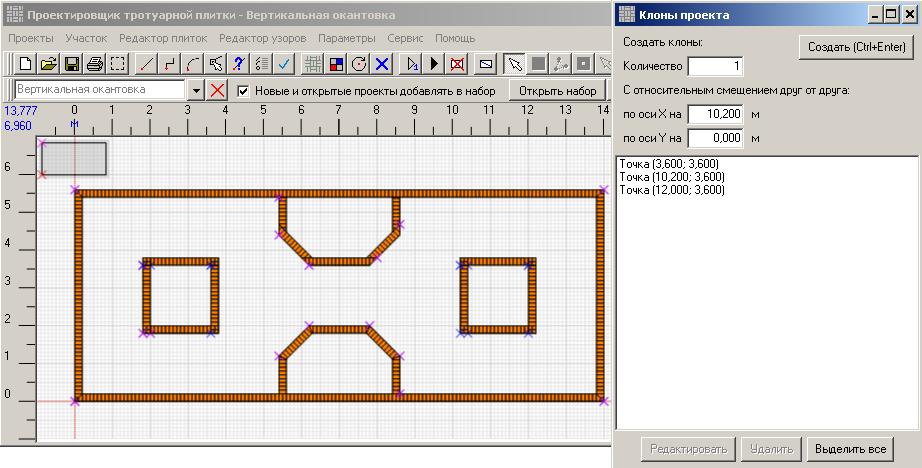 Проектировщик тротуарной плитки - Вертикальная окантовка
Проекты Участок Редактор плиток Редактор узоров Параметры Сервис Помощь
Вертикальная окантовка
Новые и открытые проекты добавлять в набор
Открыть набор
13,777
6,960
м
0 1 2 3 4 5 6 7 8 9 10 11 12 13 14
6
5
4
3
2
1
0
Клоны проекта
Создать клоны:
Создать (Ctrl+Enter)
Количество 1
С относительным смещением друг от друга:
по оси X на 10,200 м
по оси Y на 0,000 м
Точка (3,600; 3,600)
Точка (10,200; 3,600)
Точка (12,000; 3,600)
Редактировать Удалить Выделить все